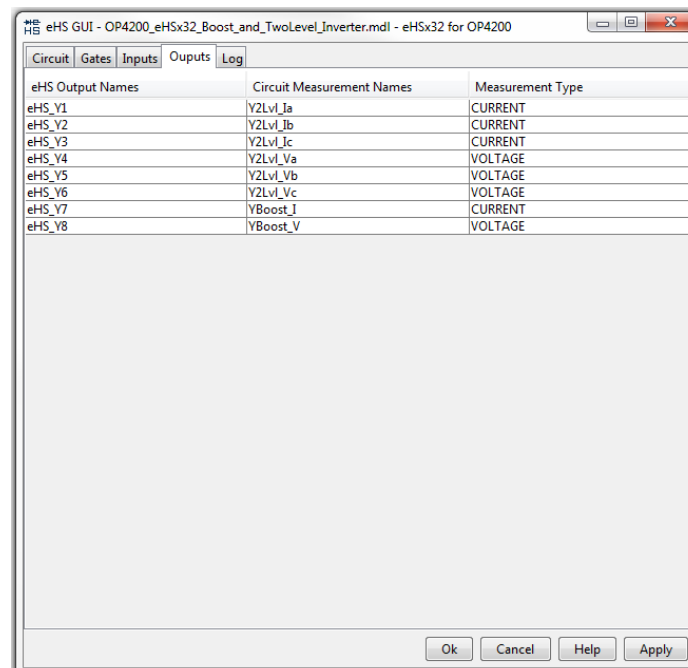 eHS GUI - OP4200_eHSx32_Boost_and_TwoLevel_Inverter.mdl - eHSx32 for OP4200
Circuit Gates Inputs Ouputs Log
eHS Output Names Circuit Measurement Names Measurement Type
eHS_Y1 Y2Lvl_Ia CURRENT
eHS_Y2 Y2Lvl_Ib CURRENT
eHS_Y3 Y2Lvl_Ic CURRENT
eHS_Y4 Y2Lvl_Va VOLTAGE
eHS_Y5 Y2Lvl_Vb VOLTAGE
eHS_Y6 Y2Lvl_Vc VOLTAGE
eHS_Y7 YBoost_I CURRENT
eHS_Y8 YBoost_V VOLTAGE
Ok Cancel Help Apply